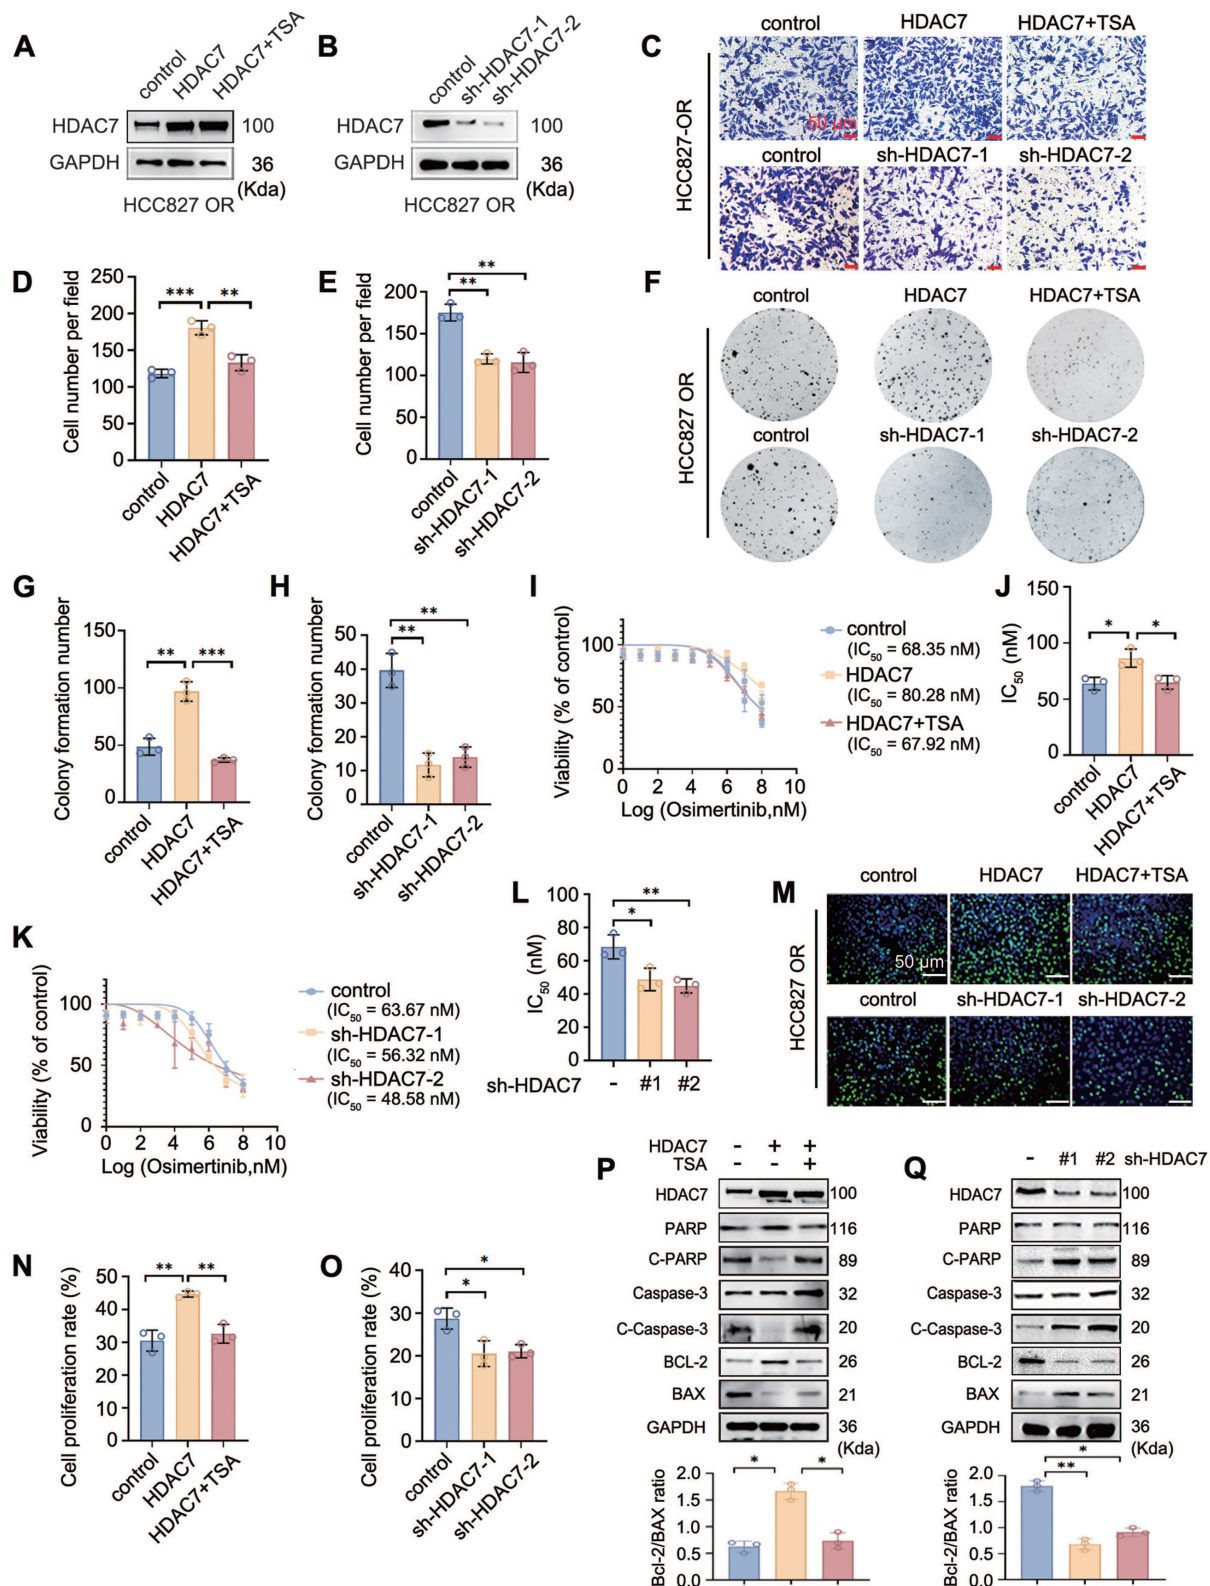 A
control
HDAC7
HDAC7+TSA
HDAC7
100
GAPDH
36
(Kda)
HCC827 OR
B
control
sh-HDAC7-1
sh-HDAC7-2
HDAC7
100
GAPDH
36
(Kda)
HCC827 OR
C
control
HDAC7
HDAC7+TSA
50 μm
HCC827-OR
control
sh-HDAC7-1
sh-HDAC7-2
D
Cell number per field
250
200
150
100
50
0
***
**
control
HDAC7
HDAC7+TSA
E
Cell number per field
200
150
100
50
0
**
**
control
sh-HDAC7-1
sh-HDAC7-2
F
control
HDAC7
HDAC7+TSA
HCC827 OR
control
sh-HDAC7-1
sh-HDAC7-2
G
Colony formation number
150
100
50
0
**
***
control
HDAC7
HDAC7+TSA
H
Colony formation number
50
40
30
20
10
0
**
**
control
sh-HDAC7-1
sh-HDAC7-2
I
Viability (% of control)
100
50
0
0
2
4
6
8
10
Log (Osimertinib,nM)
control
(IC50 = 68.35 nM)
HDAC7
(IC50 = 80.28 nM)
HDAC7+TSA
(IC50 = 67.92 nM)
J
IC50 (nM)
150
100
50
0
*
*
control
HDAC7
HDAC7+TSA
K
Viability (% of control)
100
50
0
0
2
4
6
8
10
Log (Osimertinib,nM)
control
(IC50 = 63.67 nM)
sh-HDAC7-1
(IC50 = 56.32 nM)
sh-HDAC7-2
(IC50 = 48.58 nM)
L
IC50 (nM)
100
80
60
40
20
0
**
*
sh-HDAC7
-
#1
#2
M
control
HDAC7
HDAC7+TSA
50 μm
HCC827 OR
control
sh-HDAC7-1
sh-HDAC7-2
N
Cell proliferation rate (%)
50
40
30
20
10
0
**
**
control
HDAC7
HDAC7+TSA
O
Cell proliferation rate (%)
40
30
20
10
0
*
*
control
sh-HDAC7-1
sh-HDAC7-2
P
HDAC7 - + +
TSA - - +
HDAC7 100
PARP 116
C-PARP 89
Caspase-3 32
C-Caspase-3 20
BCL-2 26
BAX 21
GAPDH 36
(Kda)
Bcl-2/BAX ratio
2.0
1.5
1.0
0.5
0.0
*
*
Q
- #1 #2 sh-HDAC7
HDAC7 100
PARP 116
C-PARP 89
Caspase-3 32
C-Caspase-3 20
BCL-2 26
BAX 21
GAPDH 36
(Kda)
Bcl-2/BAX ratio
2.0
1.5
1.0
0.5
0.0
*
**